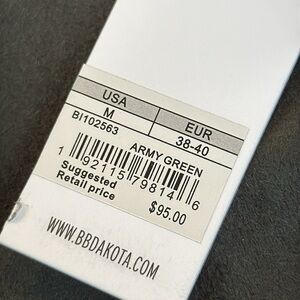 USA
EUR
M
38-40
BI102563
ARMY GREEN
1 92115 79814 6
Suggested
Retail price
$95.00
WWW.BBDAKOTA.COM